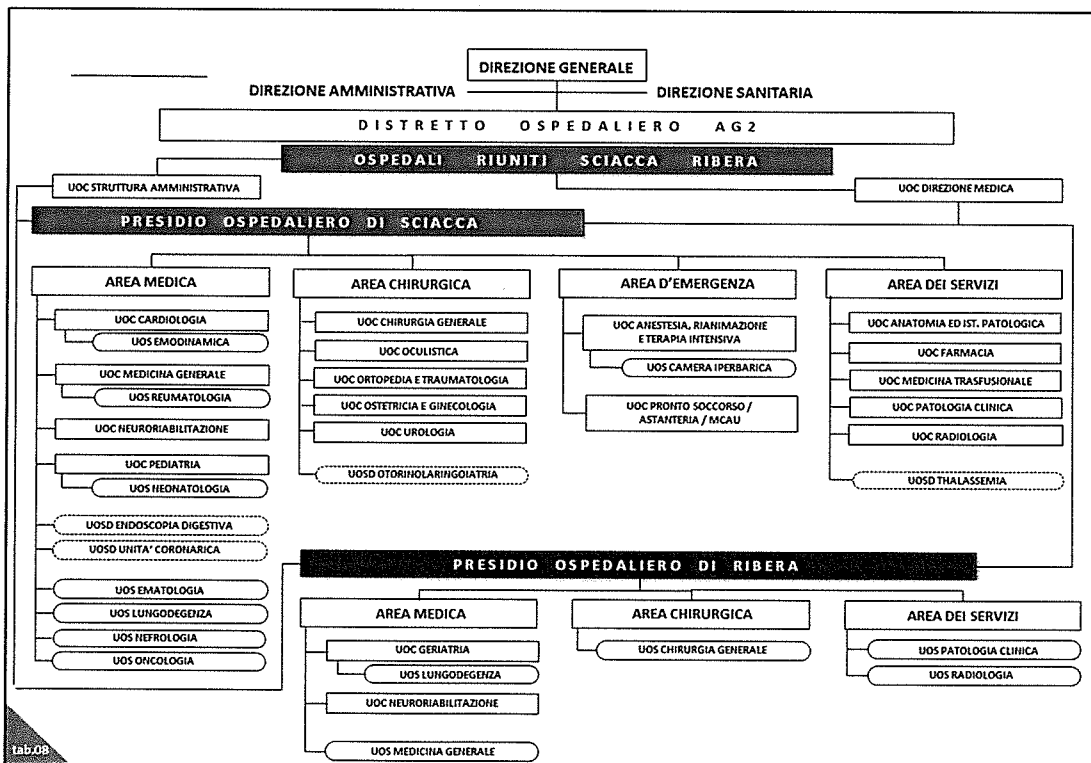 DIREZIONE GENERALE
DIREZIONE AMMINISTRATIVA
DIREZIONE SANITARIA
DISTRETTO OSPEDALIERO AG2
OSPEDALI RIUNITI SCIACCA RIBERA
UOC STRUTTURA AMMINISTRATIVA
UOC DIREZIONE MEDICA
PRESIDIO OSPEDALIERO DI SCIACCA
AREA MEDICA
UOC CARDIOLOGIA
UOS EMODINAMICA
UOC MEDICINA GENERALE
UOS REUMATOLOGIA
UOC NEURORIABILITAZIONE
UOC PEDIATRIA
UOS NEONATOLOGIA
UOSD ENDOSCOPIA DIGESTIVA
UOSD UNITA' CORONARICA
UOS EMATOLOGIA
UOS LUNGODEGENZA
UOS NEFROLOGIA
UOS ONCOLOGIA
AREA CHIRURGICA
UOC CHIRURGIA GENERALE
UOC OCULISTICA
UOC ORTOPEDIA E TRAUMATOLOGIA
UOC OSTETRICIA E GINECOLOGIA
UOC UROLOGIA
UOSD OTORINOLARINGOIATRIA
AREA D'EMERGENZA
UOC ANESTESIA, RIANIMAZIONE
E TERAPIA INTENSIVA
UOS CAMERA IPERBARICA
UOC PRONTO SOCCORSO /
ASTANTERIA / MCAU
AREA DEI SERVIZI
UOC ANATOMIA ED IST. PATOLOGICA
UOC FARMACIA
UOC MEDICINA TRASFUSIONALE
UOC PATOLOGIA CLINICA
UOC RADIOLOGIA
UOSD THALASSEMIA
PRESIDIO OSPEDALIERO DI RIBERA
AREA MEDICA
UOC GERIATRIA
UOS LUNGODEGENZA
UOC NEURORIABILITAZIONE
UOS MEDICINA GENERALE
AREA CHIRURGICA
UOS CHIRURGIA GENERALE
AREA DEI SERVIZI
UOS PATOLOGIA CLINICA
UOS RADIOLOGIA
tab.08